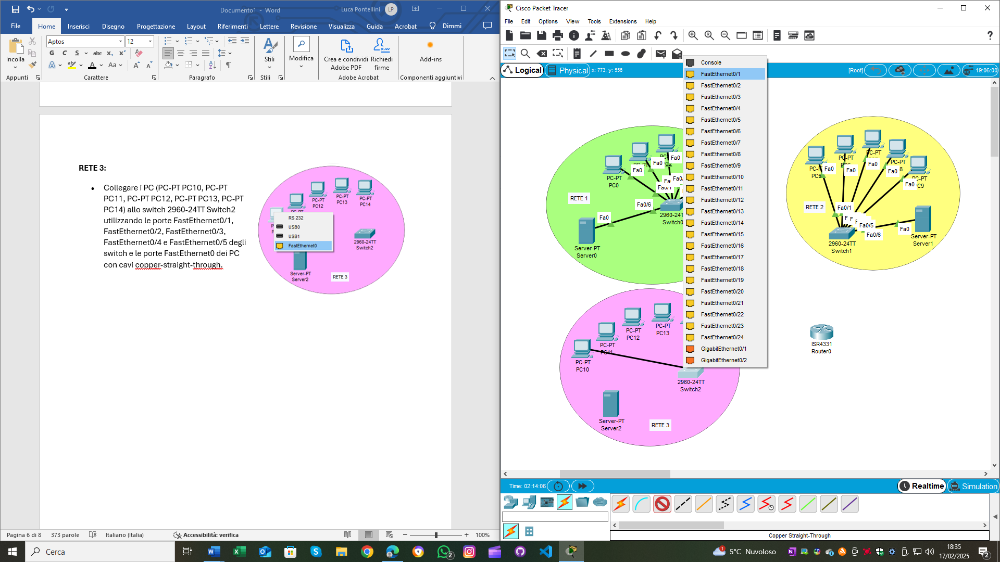 Documento1 - Word
Luca Pontellini
LP
File
Home
Inserisci
Disegno
Progettazione
Layout
Riferimenti
Lettere
Revisione
Visualizza
Guida
Acrobat
Dimmi
Incolla
Aptos
12
G
C
S
abc
Aa
Stili
Modifica
Crea e condividi
Adobe PDF
Richiedi
firme
Add-ins
Appunti
Carattere
Paragrafo
Stili
Adobe Acrobat
Componenti aggiuntivi
RETE 3:
Collegare i PC (PC-PT PC10, PC-PT
PC11, PC-PT PC12, PC-PT PC13, PC-PT
PC14) allo switch 2960-24TT Switch2
utilizzando le porte FastEthernet0/1,
FastEthernet0/2, FastEthernet0/3,
FastEthernet0/4 e FastEthernet0/5 degli
switch e le porte FastEthernet0 dei PC
con cavi copper-straight-through.
PC-PT
PC12
PC-PT
PC13
PC-PT
PC14
RS 232
USB0
USB1
FastEthernet0
2960-24TT
Switch2
Server-PT
Server2
RETE 3
Pagina 6 di 8
373 parole
Italiano (Italia)
Accessibilità: verifica
100%
Cisco Packet Tracer
File
Edit
Options
View
Tools
Extensions
Help
Logical
Physical
x: 773, y: 556
[Root]
19:06:00
Console
FastEthernet0/1
FastEthernet0/2
FastEthernet0/3
FastEthernet0/4
FastEthernet0/5
FastEthernet0/6
FastEthernet0/7
FastEthernet0/8
FastEthernet0/9
FastEthernet0/10
FastEthernet0/11
FastEthernet0/12
FastEthernet0/13
FastEthernet0/14
FastEthernet0/15
FastEthernet0/16
FastEthernet0/17
FastEthernet0/18
FastEthernet0/19
FastEthernet0/20
FastEthernet0/21
FastEthernet0/22
FastEthernet0/23
FastEthernet0/24
GigabitEthernet0/1
GigabitEthernet0/2
PC-PT
PC0
Fa0
Fa0
Fa0
RETE 1
Fa0/6
Fa0
2960-24TT
Switch0
Server-PT
Server0
PC5
Fa0
Fa0
PC-PT
Fa0
PC-PT
Fa0
Fa0
PC9
RETE 2
Fa0/1
Fa0/5
Fa0/6
Fa0
2960-24TT
Switch1
Server-PT
Server1
PC-PT
PC10
PC-PT
PC11
PC-PT
PC12
PC-PT
PC13
2960-24TT
Switch2
Server-PT
Server2
RETE 3
ISR4331
Router0
Time: 02:14:06
Realtime
Simulation
Copper Straight-Through
Cerca
2
5°C Nuvoloso
18:35
17/02/2025
2